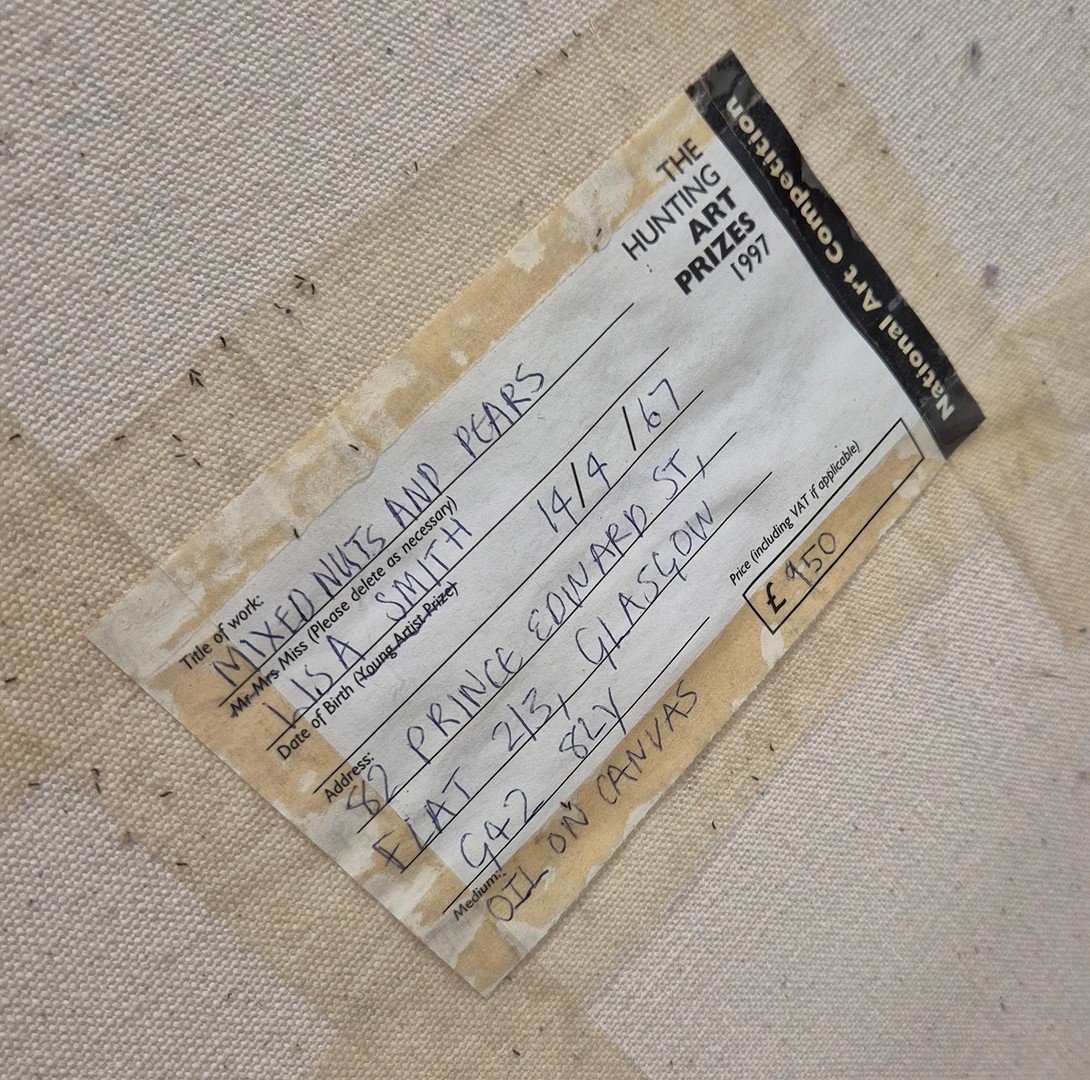 National Art Competition
THE
HUNTING
ART
PRIZES
1997
Title of work:
MIXED NUTS AND PEARS
Mr Mrs Miss (Please delete as necessary)
LISA SMITH
Date of Birth (Young Artist Prize)
14/4/67
Address:
82 PRINCE EDWARD ST,
FLAT 2/3, GLASGOW
G42 8LY
Medium:
OIL ON CANVAS
Price (including VAT if applicable)
£ 950